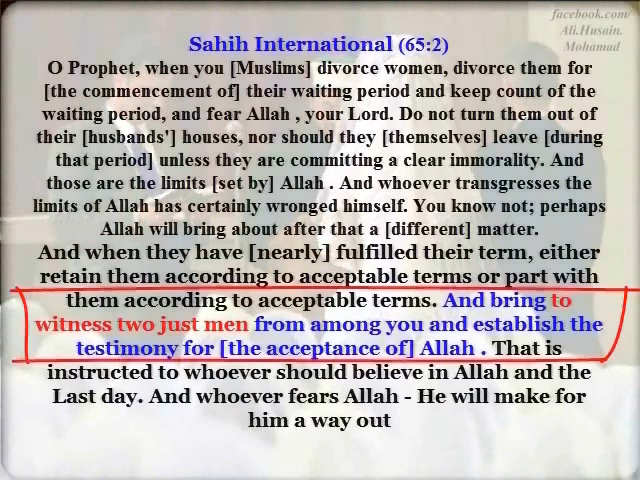 facebook.com/
Ali.Husain.
Mohamad
Sahih International (65:2)
O Prophet, when you [Muslims] divorce women, divorce them for
[the commencement of] their waiting period and keep count of the
waiting period, and fear Allah , your Lord. Do not turn them out of
their [husbands'] houses, nor should they [themselves] leave [during
that period] unless they are committing a clear immorality. And
those are the limits [set by] Allah . And whoever transgresses the
limits of Allah has certainly wronged himself. You know not; perhaps
Allah will bring about after that a [different] matter.
And when they have [nearly] fulfilled their term, either
retain them according to acceptable terms or part with
them according to acceptable terms. And bring to
witness two just men from among you and establish the
testimony for [the acceptance of] Allah . That is
instructed to whoever should believe in Allah and the
Last day. And whoever fears Allah - He will make for
him a way out